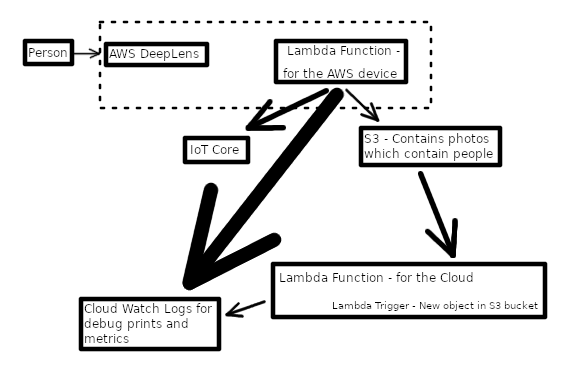 Person
AWS DeepLens
Lambda Function -
for the AWS device
IoT Core
S3 - Contains photos
which contain people
Lambda Function - for the Cloud
Lambda Trigger - New object in S3 bucket
Cloud Watch Logs for
debug prints and
metrics